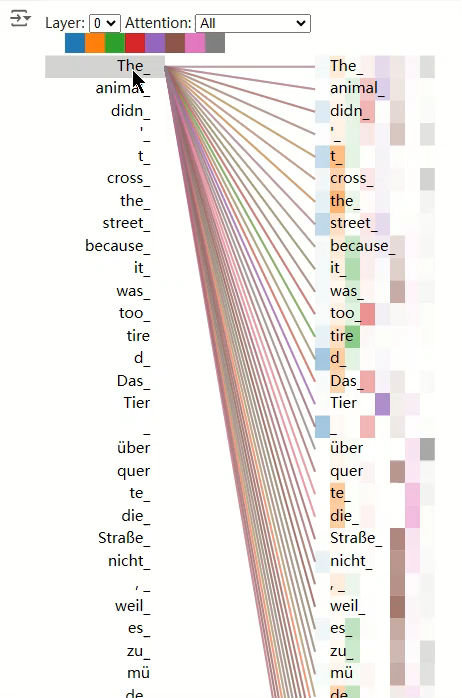 Layer: 0 Attention: All
The_ The_
animal_ animal_
didn_ didn_
'_ '_
t_ t_
cross_ cross_
the_ the_
street_ street_
because_ because_
it_ it_
was_ was_
too_ too_
tire tire
d_ d_
Das_ Das_
Tier Tier
_ _
über über
quer quer
te_ te_
die_ die_
Straße_ Straße_
nicht_ nicht_
, _ , _
weil_ weil_
es_ es_
zu_ zu_
mü mü
de de